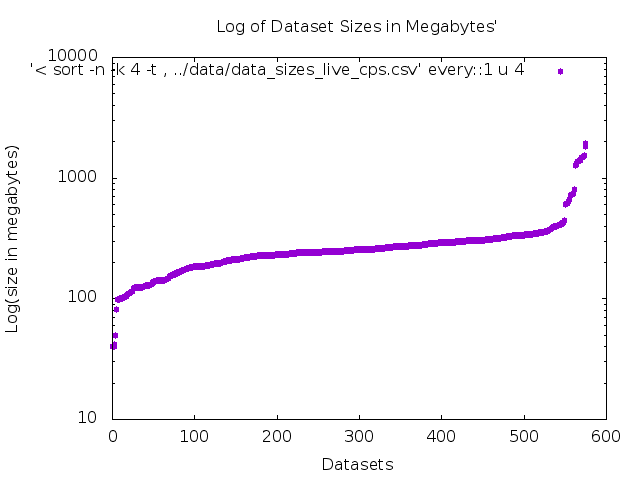 Log of Dataset Sizes in Megabytes'
10000
'< sort -n -k 4 -t , ../data/data_sizes_live_cps.csv' every::1 u 4
1000
Log(size in megabytes)
100
10
0 100 200 300 400 500 600
Datasets